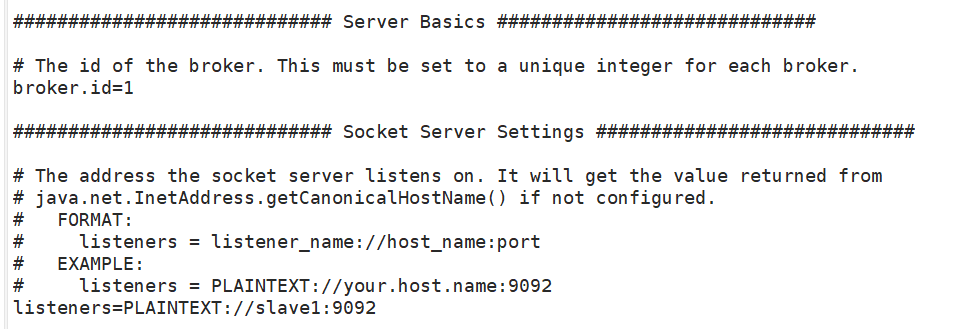 ############################# Server Basics #############################
# The id of the broker. This must be set to a unique integer for each broker.
broker.id=1
############################# Socket Server Settings #############################
# The address the socket server listens on. It will get the value returned from
# java.net.InetAddress.getCanonicalHostName() if not configured.
#   FORMAT:
#     listeners = listener_name://host_name:port
#   EXAMPLE:
#     listeners = PLAINTEXT://your.host.name:9092
listeners=PLAINTEXT://slave1:9092